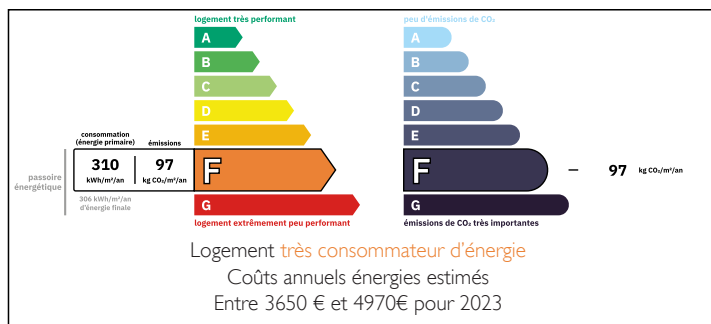 logement très performant
A
B
C
D
E
consommation
(énergie primaire)
émissions
310
kWh/m²/an
97
kg CO₂/m²/an
F
passoire
énergétique
306 kWh/m²/an
d'énergie finale
G
logement extrêmement peu performant
peu d'émissions de CO₂
A
B
C
D
E
F
97 kg CO₂/m²/an
G
émissions de CO₂ très importantes
Logement très consommateur d'énergie
Coûts annuels énergies estimés
Entre 3650 € et 4970€ pour 2023